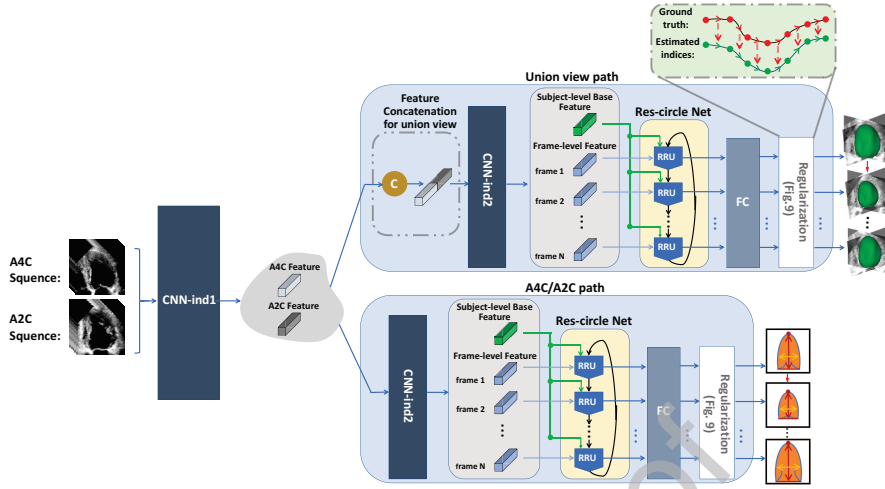 Ground
truth:
Estimated
indices:
Union view path
Feature
Concatenation
for union view
C
CNN-ind2
Subject-level Base
Feature
Frame-level Feature
frame 1
frame 2
frame N
Res-circle Net
RRU
RRU
RRU
FC
Regularization
(Fig.9)
A4C
Squence:
A2C
Squence:
CNN-ind1
A4C Feature
A2C Feature
A4C/A2C path
CNN-ind2
Subject-level Base
Feature
Frame-level Feature
frame 1
frame 2
frame N
Res-circle Net
RRU
RRU
RRU
FC
Regularization
(Fig. 9)
of